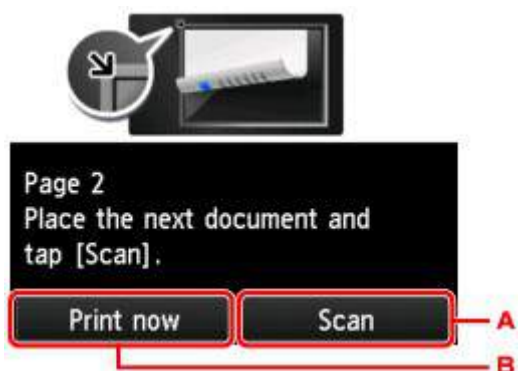 Page 2
Place the next document and
tap [Scan].
Print now
Scan
A
B